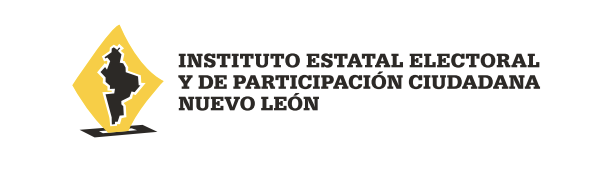 INSTITUTO ESTATAL ELECTORAL
Y DE PARTICIPACIÓN CIUDADANA
NUEVO LEÓN